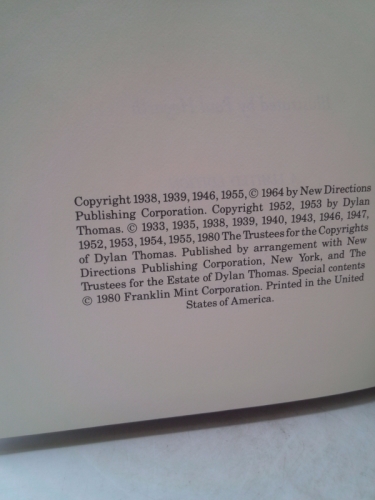 Copyright 1938, 1939, 1946, 1955, © 1964 by New Directions
Publishing Corporation. Copyright 1952, 1953 by Dylan
Thomas. © 1933, 1935, 1938, 1939, 1940, 1943, 1946, 1947,
1952, 1953, 1954, 1955, 1980 The Trustees for the Copyrights
of Dylan Thomas. Published by arrangement with New
Directions Publishing Corporation, New York, and The
Trustees for the Estate of Dylan Thomas. Special contents
© 1980 Franklin Mint Corporation. Printed in the United
States of America.